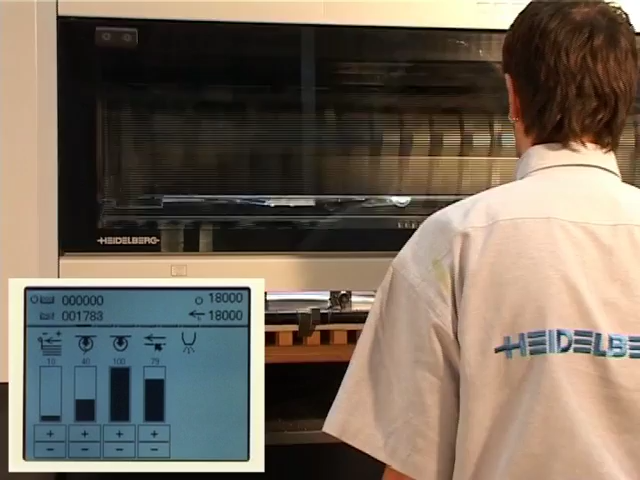 HEIDELBERG
HEIDELBE
000000
18000
001783
18000
10 40 100 79
+ + + +
- - - -